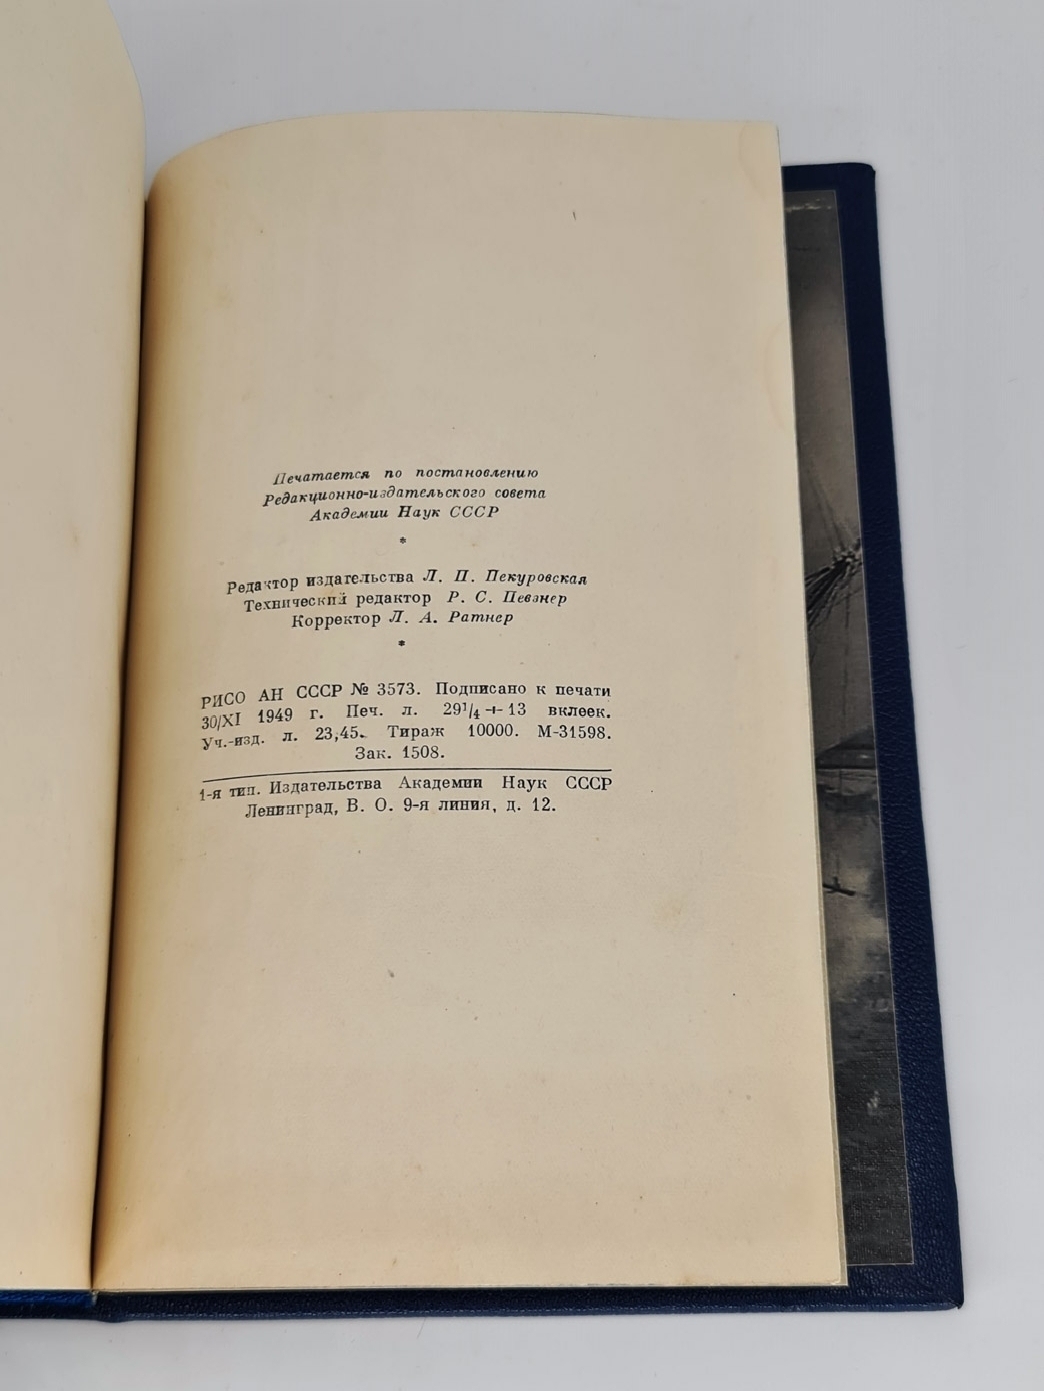 Печатается по постановлению
Редакционно-издательского совета
Академии Наук СССР
*
Редактор издательства Л. П. Пекуровская
Технический редактор Р. С. Певзнер
Корректор Л. А. Ратнер
*
РИСО АН СССР № 3573. Подписано к печати
30/XI 1949 г. Печ. л. 29¹/₄ + 13 вклеек.
Уч.-изд. л. 23,45. Тираж 10000. М-31598.
Зак. 1508.
1-я тип. Издательства Академии Наук СССР
Ленинград, В. О. 9-я линия, д. 12.